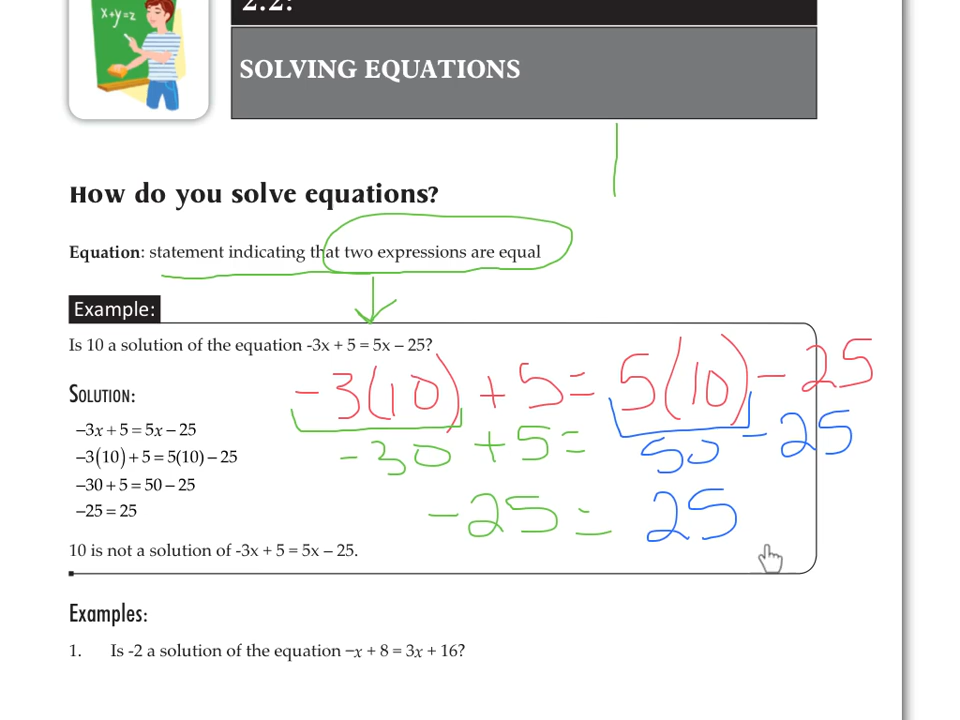 x+y=z
2.2:
SOLVING EQUATIONS
How do you solve equations?
Equation: statement indicating that two expressions are equal
Example:
Is 10 a solution of the equation -3x + 5 = 5x – 25?
SOLUTION:
−3x + 5 = 5x − 25
−3(10) + 5 = 5(10) − 25
−30 + 5 = 50 − 25
−25 = 25
-3(10) + 5 = 5(10) - 25
-30 + 5 = 50 - 25
-25 = 25
10 is not a solution of -3x + 5 = 5x – 25.
Examples:
1. Is -2 a solution of the equation −x + 8 = 3x + 16?